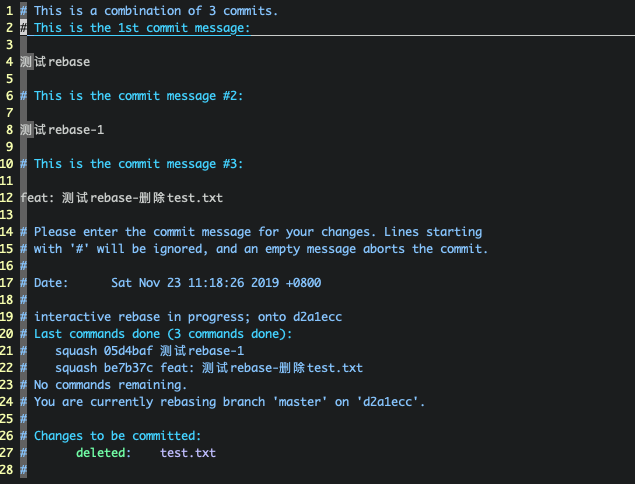 1 # This is a combination of 3 commits.
2 # This is the 1st commit message:
3
4 测试rebase
5
6 # This is the commit message #2:
7
8 测试rebase-1
9
10 # This is the commit message #3:
11
12 feat: 测试rebase-删除test.txt
13
14 # Please enter the commit message for your changes. Lines starting
15 # with '#' will be ignored, and an empty message aborts the commit.
16 #
17 # Date:      Sat Nov 23 11:18:26 2019 +0800
18 #
19 # interactive rebase in progress; onto d2a1ecc
20 # Last commands done (3 commands done):
21 #    squash 05d4baf 测试rebase-1
22 #    squash be7b37c feat: 测试rebase-删除test.txt
23 # No commands remaining.
24 # You are currently rebasing branch 'master' on 'd2a1ecc'.
25 #
26 # Changes to be committed:
27 #       deleted:    test.txt
28 #